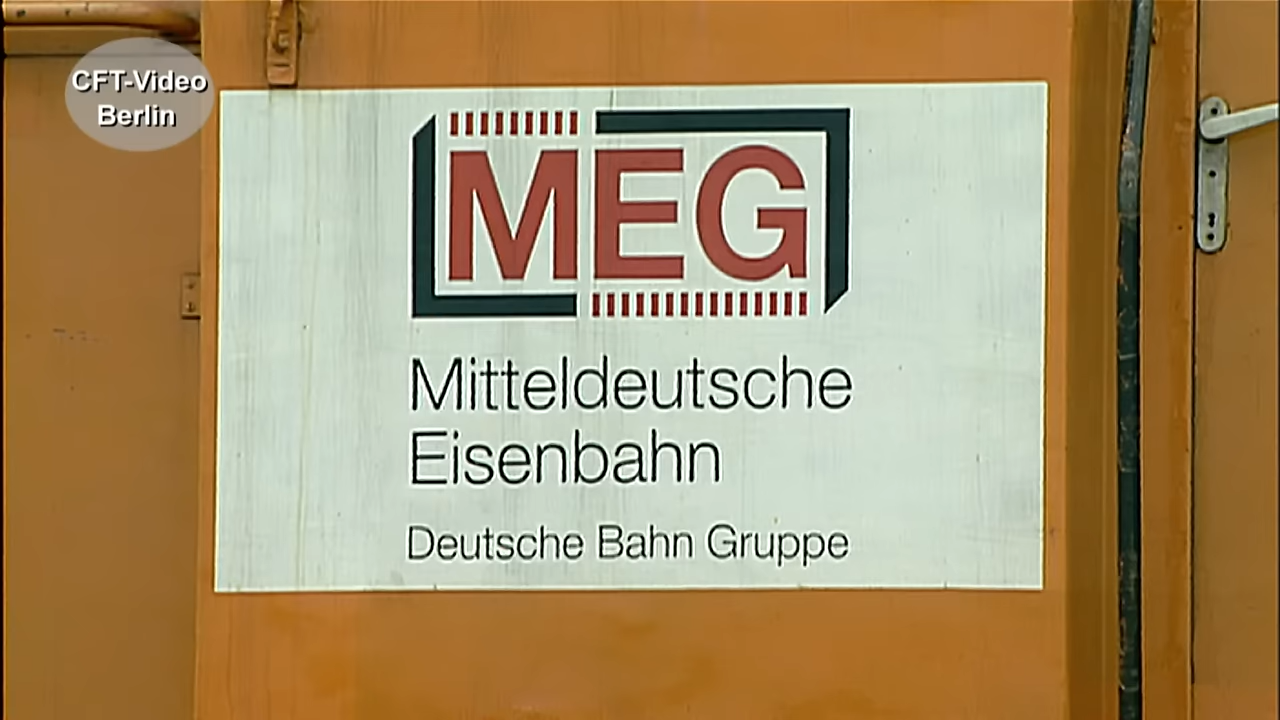 CFT-Video
Berlin
MEG
Mitteldeutsche
Eisenbahn
Deutsche Bahn Gruppe